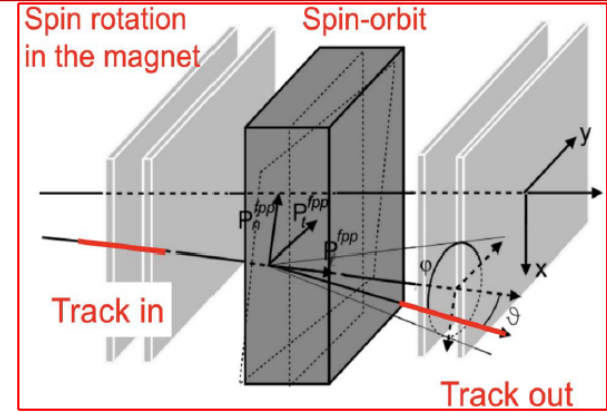 Spin rotation
in the magnet
Spin-orbit
y
P_n^fpp
P_t^fpp
P^fpp
x
φ
ϑ
Track in
Track out